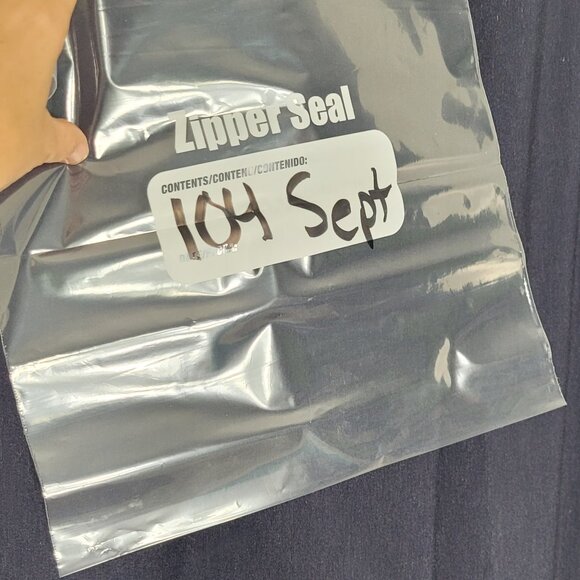 Zipper Seal
CONTENTS/CONTENU/CONTENIDO:
104 Sept